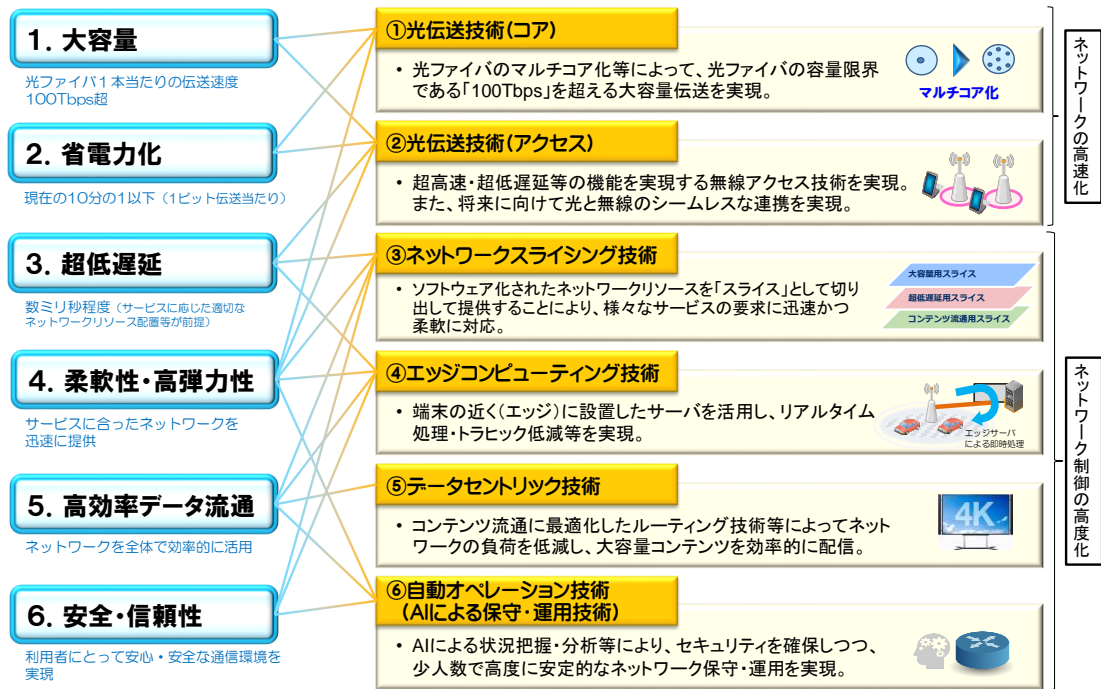 1. 大容量
光ファイバ1本当たりの伝送速度
100Tbps超
2. 省電力化
現在の10分の1以下（1ビット伝送当たり）
3. 超低遅延
数ミリ秒程度（サービスに応じた適切な
ネットワークリソース配置等が前提）
4. 柔軟性・高弾力性
サービスに合ったネットワークを
迅速に提供
5. 高効率データ流通
ネットワークを全体で効率的に活用
6. 安全・信頼性
利用者にとって安心・安全な通信環境を
実現
①光伝送技術(コア)
・ 光ファイバのマルチコア化等によって、光ファイバの容量限界
である「100Tbps」を超える大容量伝送を実現。
マルチコア化
②光伝送技術(アクセス)
・ 超高速・超低遅延等の機能を実現する無線アクセス技術を実現。
また、将来に向けて光と無線のシームレスな連携を実現。
③ネットワークスライシング技術
・ ソフトウェア化されたネットワークリソースを「スライス」として切り
出して提供することにより、様々なサービスの要求に迅速かつ
柔軟に対応。
大容量用スライス
超低遅延用スライス
コンテンツ流通用スライス
④エッジコンピューティング技術
・ 端末の近く(エッジ)に設置したサーバを活用し、リアルタイム
処理・トラヒック低減等を実現。
エッジサーバ
による即時処理
⑤データセントリック技術
・ コンテンツ流通に最適化したルーティング技術等によってネット
ワークの負荷を低減し、大容量コンテンツを効率的に配信。
4K
⑥自動オペレーション技術
(AIによる保守・運用技術)
・ AIによる状況把握・分析等により、セキュリティを確保しつつ、
少人数で高度に安定的なネットワーク保守・運用を実現。
ネットワークの高速化
ネットワーク制御の高度化